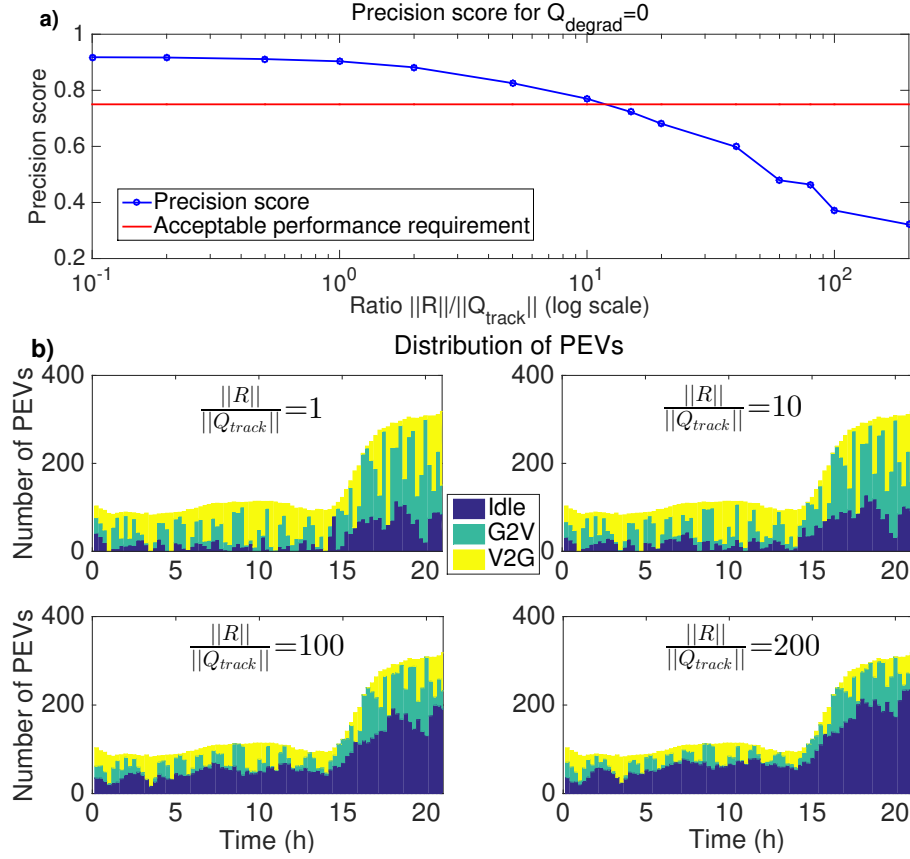 a)
Precision score for Q_degrad=0
Precision score
1
0.8
0.6
0.4
0.2
Precision score
Acceptable performance requirement
10^-1
10^0
10^1
10^2
Ratio ||R||/||Q_track|| (log scale)
b)
Distribution of PEVs
Number of PEVs
400
200
0
||R||/||Q_track||=1
0
5
10
15
20
400
200
0
||R||/||Q_track||=10
0
5
10
15
20
Idle
G2V
V2G
Number of PEVs
400
200
0
||R||/||Q_track||=100
0
5
10
15
20
Time (h)
400
200
0
||R||/||Q_track||=200
0
5
10
15
20
Time (h)